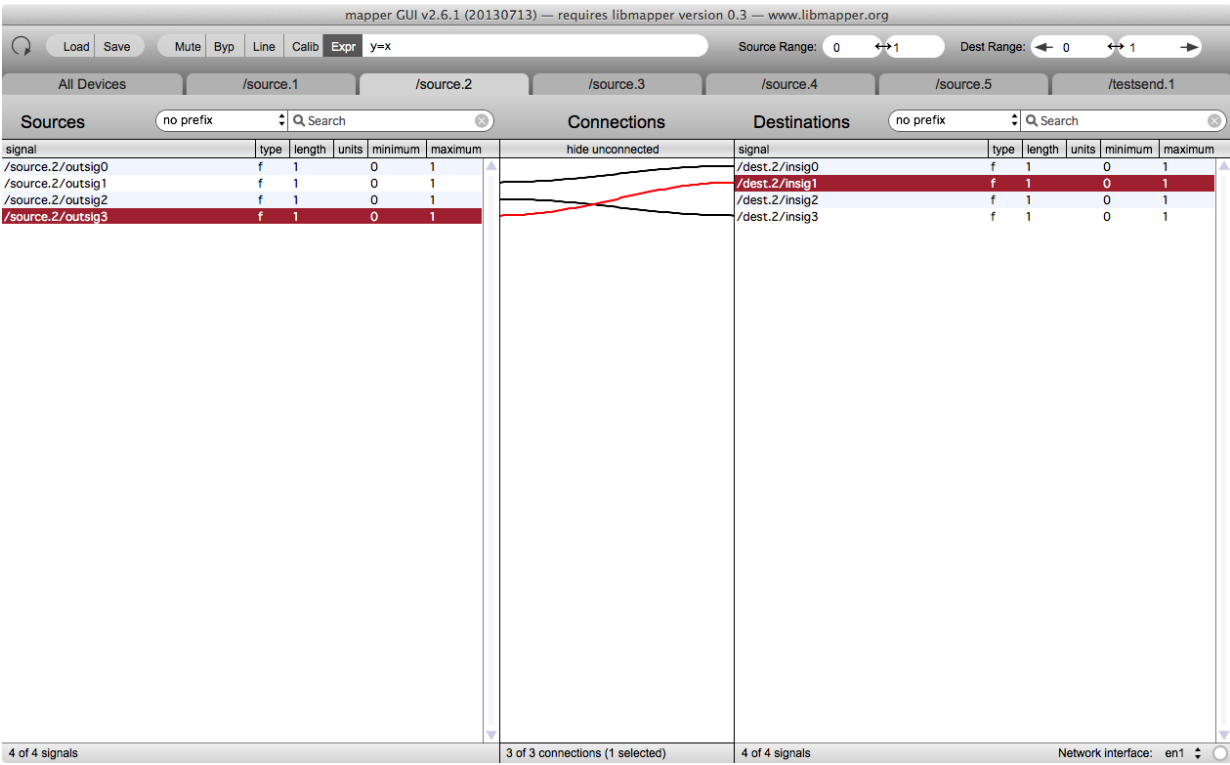 mapper GUI v2.6.1 (20130713) — requires libmapper version 0.3 — www.libmapper.org
Load Save Mute Byp Line Calib Expr y=x Source Range: 0 ↔ 1 Dest Range: 0 ↔ 1
All Devices /source.1 /source.2 /source.3 /source.4 /source.5 /testsend.1
Sources no prefix Search Connections Destinations no prefix Search
signal type length units minimum maximum hide unconnected signal type length units minimum maximum
/source.2/outsig0 f 1 0 1 /dest.2/insig0 f 1 0 1
/source.2/outsig1 f 1 0 1 /dest.2/insig1 f 1 0 1
/source.2/outsig2 f 1 0 1 /dest.2/insig2 f 1 0 1
/source.2/outsig3 f 1 0 1 /dest.2/insig3 f 1 0 1
4 of 4 signals 3 of 3 connections (1 selected) 4 of 4 signals Network interface: en1